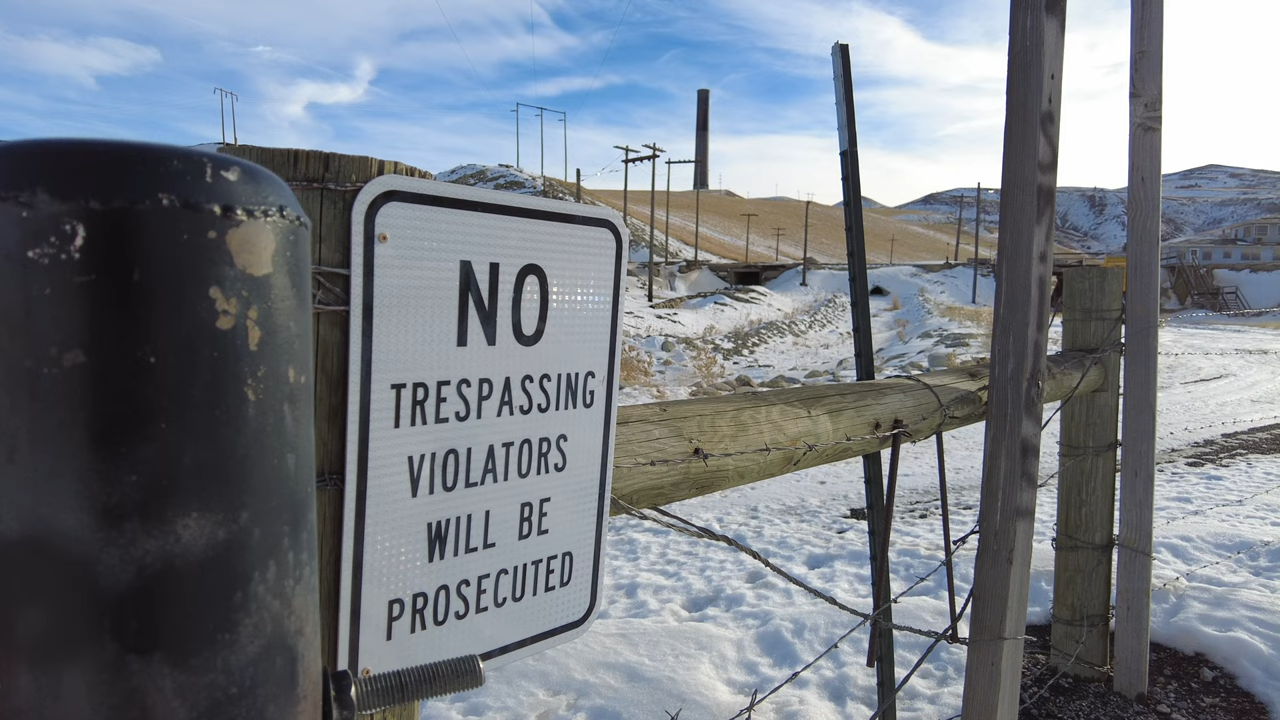 NO
TRESPASSING
VIOLATORS
WILL BE
PROSECUTED